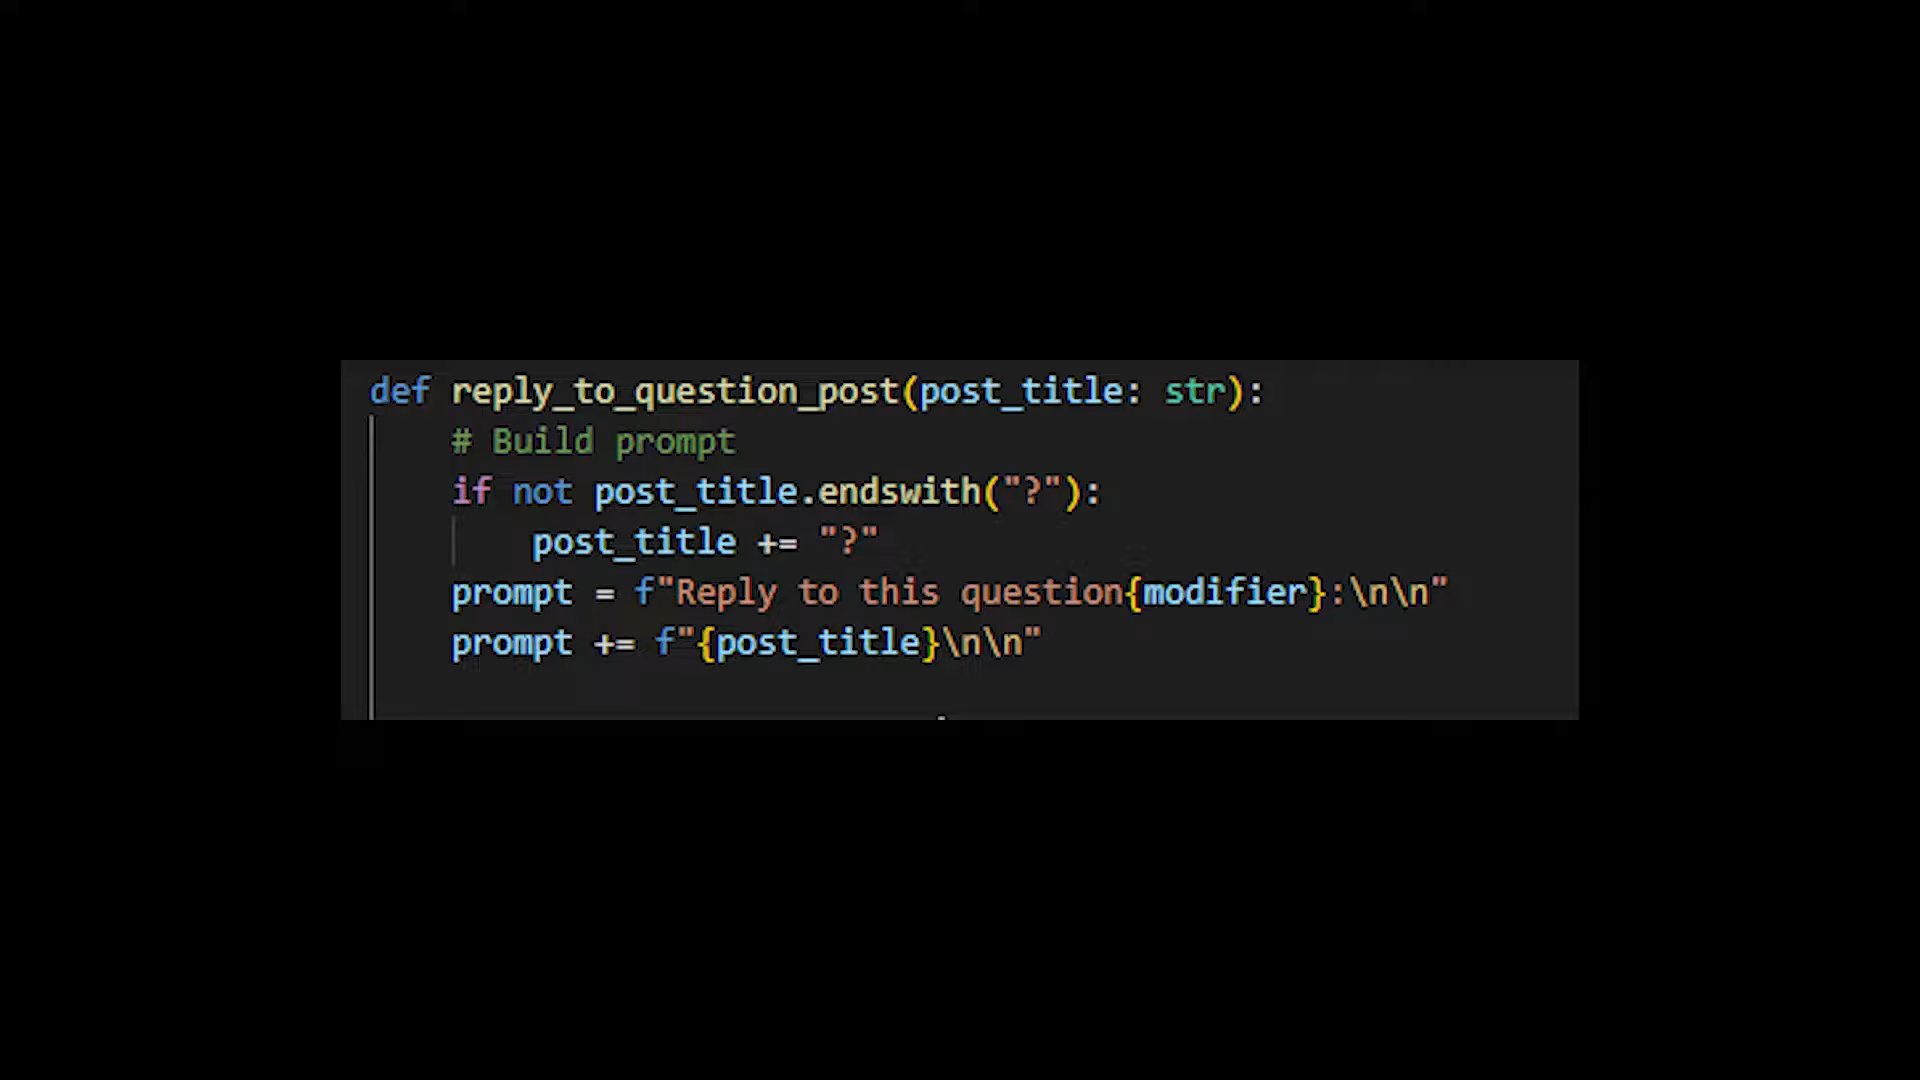 def reply_to_question_post(post_title: str):
    # Build prompt
    if not post_title.endswith("?"):
        post_title += "?"
    prompt = f"Reply to this question{modifier}:\n\n"
    prompt += f"{post_title}\n\n"